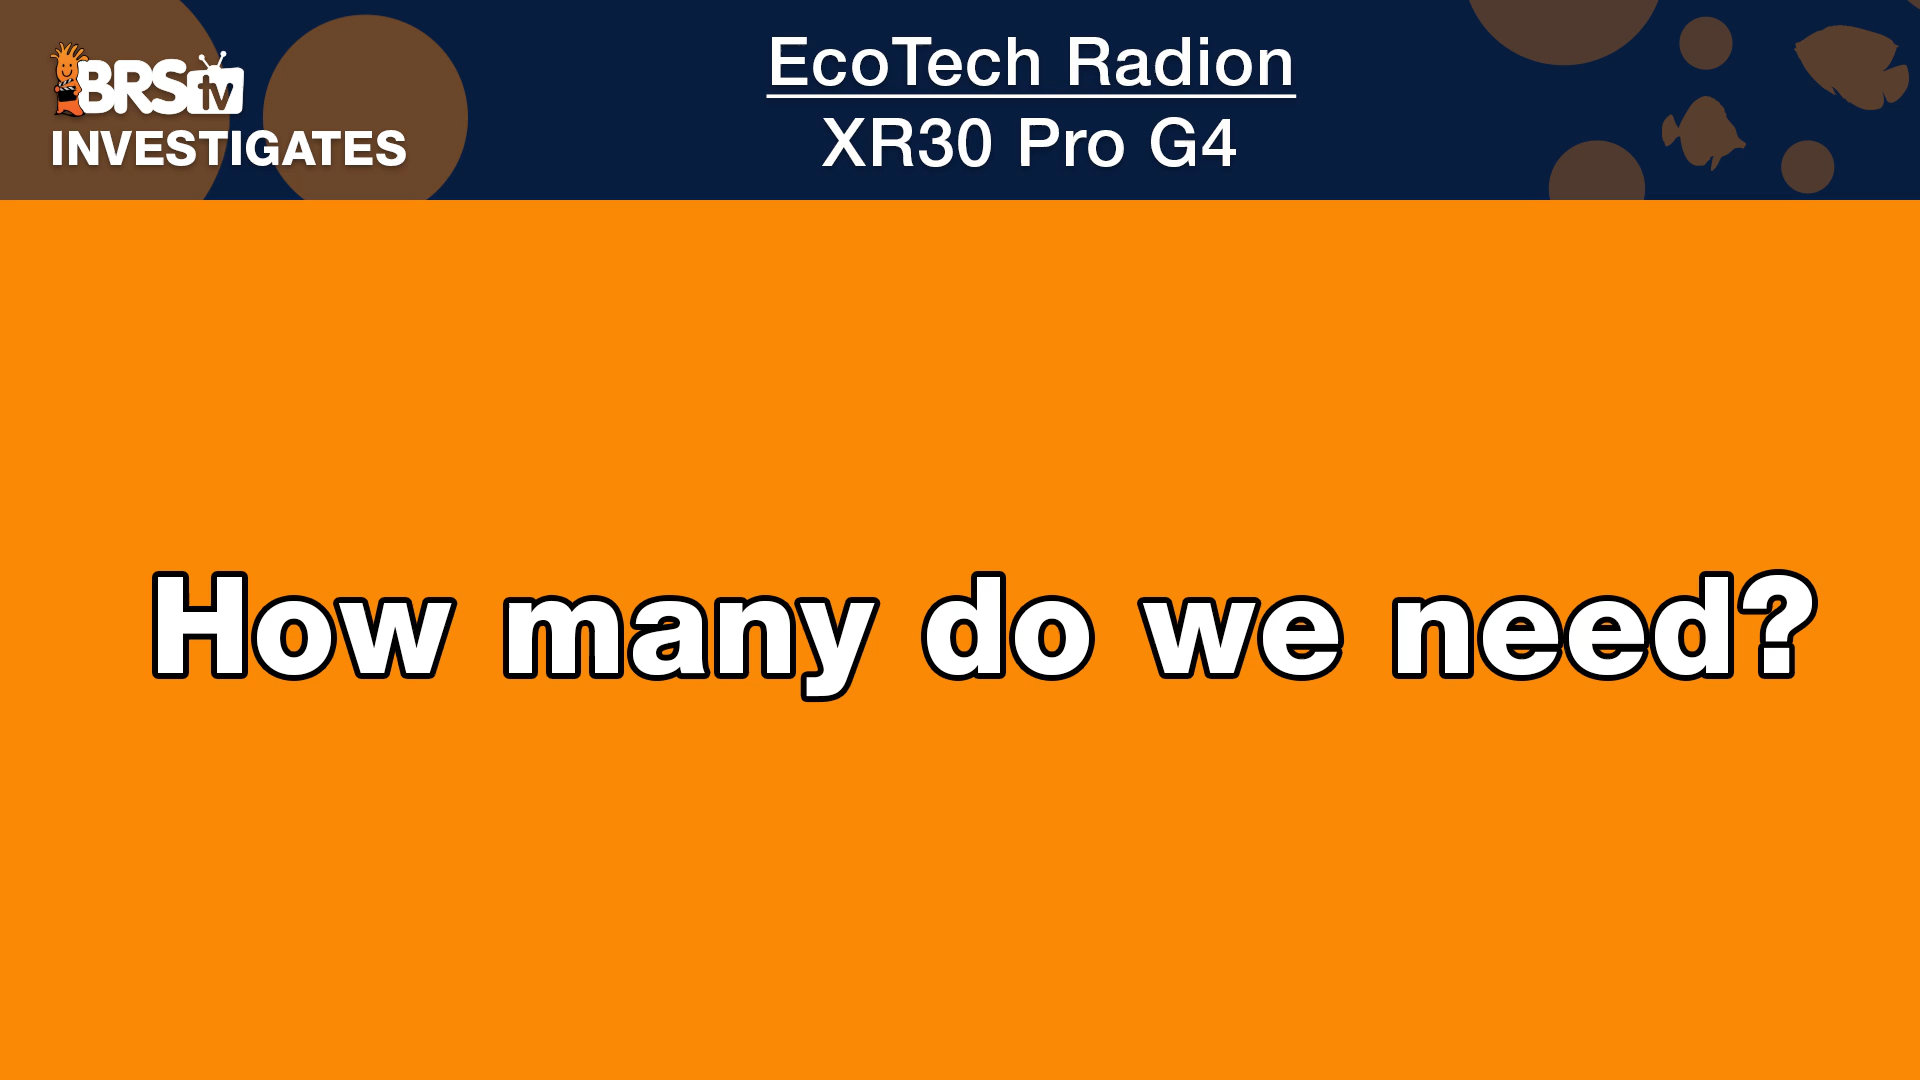 BRStv
INVESTIGATES
EcoTech Radion
XR30 Pro G4
How many do we need?